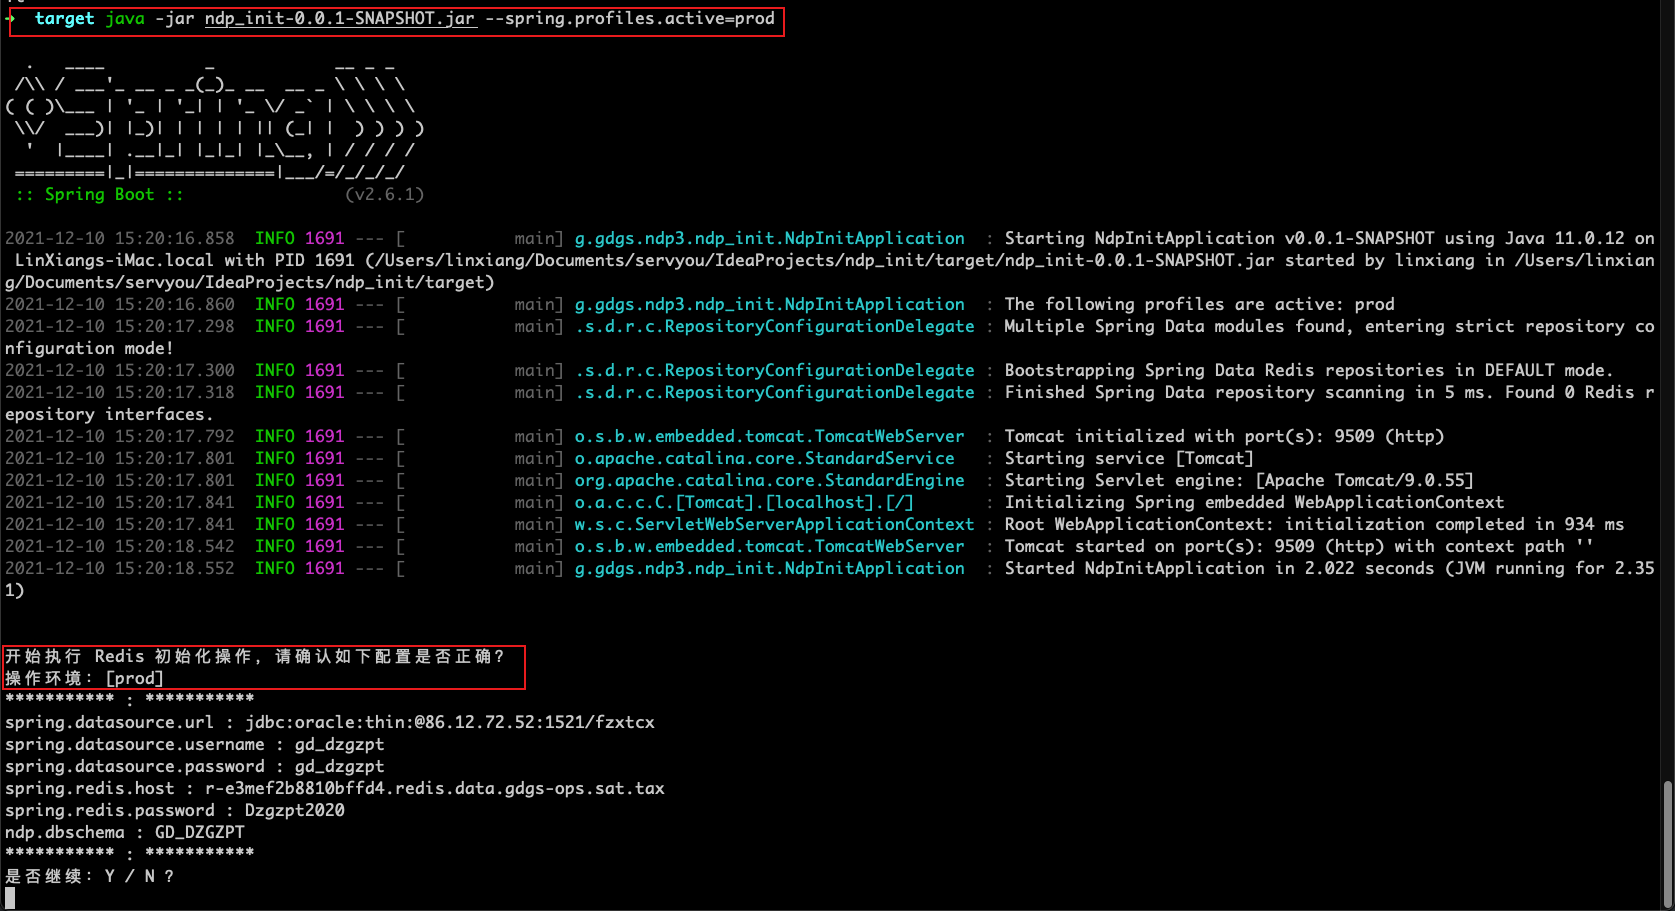 →  target java -jar ndp_init-0.0.1-SNAPSHOT.jar --spring.profiles.active=prod
  .   ____          _            __ _ _
 /\\ / ___'_ __ _ _(_)_ __  __ _ \ \ \ \
( ( )\___ | '_ | '_| | '_ \/ _` | \ \ \ \
 \\/  ___)| |_)| | | | | || (_| |  ) ) ) )
  '  |____| .__|_| |_|_| |_\__, | / / / /
 =========|_|==============|___/=/_/_/_/
 :: Spring Boot ::                (v2.6.1)
2021-12-10 15:20:16.858  INFO 1691 --- [           main] g.gdgs.ndp3.ndp_init.NdpInitApplication  : Starting NdpInitApplication v0.0.1-SNAPSHOT using Java 11.0.12 on
 LinXiangs-iMac.local with PID 1691 (/Users/linxiang/Documents/servyou/IdeaProjects/ndp_init/target/ndp_init-0.0.1-SNAPSHOT.jar started by linxiang in /Users/linxian
g/Documents/servyou/IdeaProjects/ndp_init/target)
2021-12-10 15:20:16.860  INFO 1691 --- [           main] g.gdgs.ndp3.ndp_init.NdpInitApplication  : The following profiles are active: prod
2021-12-10 15:20:17.298  INFO 1691 --- [           main] .s.d.r.c.RepositoryConfigurationDelegate : Multiple Spring Data modules found, entering strict repository co
nfiguration mode!
2021-12-10 15:20:17.300  INFO 1691 --- [           main] .s.d.r.c.RepositoryConfigurationDelegate : Bootstrapping Spring Data Redis repositories in DEFAULT mode.
2021-12-10 15:20:17.318  INFO 1691 --- [           main] .s.d.r.c.RepositoryConfigurationDelegate : Finished Spring Data repository scanning in 5 ms. Found 0 Redis r
epository interfaces.
2021-12-10 15:20:17.792  INFO 1691 --- [           main] o.s.b.w.embedded.tomcat.TomcatWebServer  : Tomcat initialized with port(s): 9509 (http)
2021-12-10 15:20:17.801  INFO 1691 --- [           main] o.apache.catalina.core.StandardService   : Starting service [Tomcat]
2021-12-10 15:20:17.801  INFO 1691 --- [           main] org.apache.catalina.core.StandardEngine  : Starting Servlet engine: [Apache Tomcat/9.0.55]
2021-12-10 15:20:17.841  INFO 1691 --- [           main] o.a.c.c.C.[Tomcat].[localhost].[/]       : Initializing Spring embedded WebApplicationContext
2021-12-10 15:20:17.841  INFO 1691 --- [           main] w.s.c.ServletWebServerApplicationContext : Root WebApplicationContext: initialization completed in 934 ms
2021-12-10 15:20:18.542  INFO 1691 --- [           main] o.s.b.w.embedded.tomcat.TomcatWebServer  : Tomcat started on port(s): 9509 (http) with context path ''
2021-12-10 15:20:18.552  INFO 1691 --- [           main] g.gdgs.ndp3.ndp_init.NdpInitApplication  : Started NdpInitApplication in 2.022 seconds (JVM running for 2.35
1)
开始执行 Redis 初始化操作，请确认如下配置是否正确？
操作环境：[prod]
*********** : ***********
spring.datasource.url : jdbc:oracle:thin:@86.12.72.52:1521/fzxtcx
spring.datasource.username : gd_dzgzpt
spring.datasource.password : gd_dzgzpt
spring.redis.host : r-e3mef2b8810bffd4.redis.data.gdgs-ops.sat.tax
spring.redis.password : Dzgzpt2020
ndp.dbschema : GD_DZGZPT
*********** : ***********
是否继续：Y / N ?